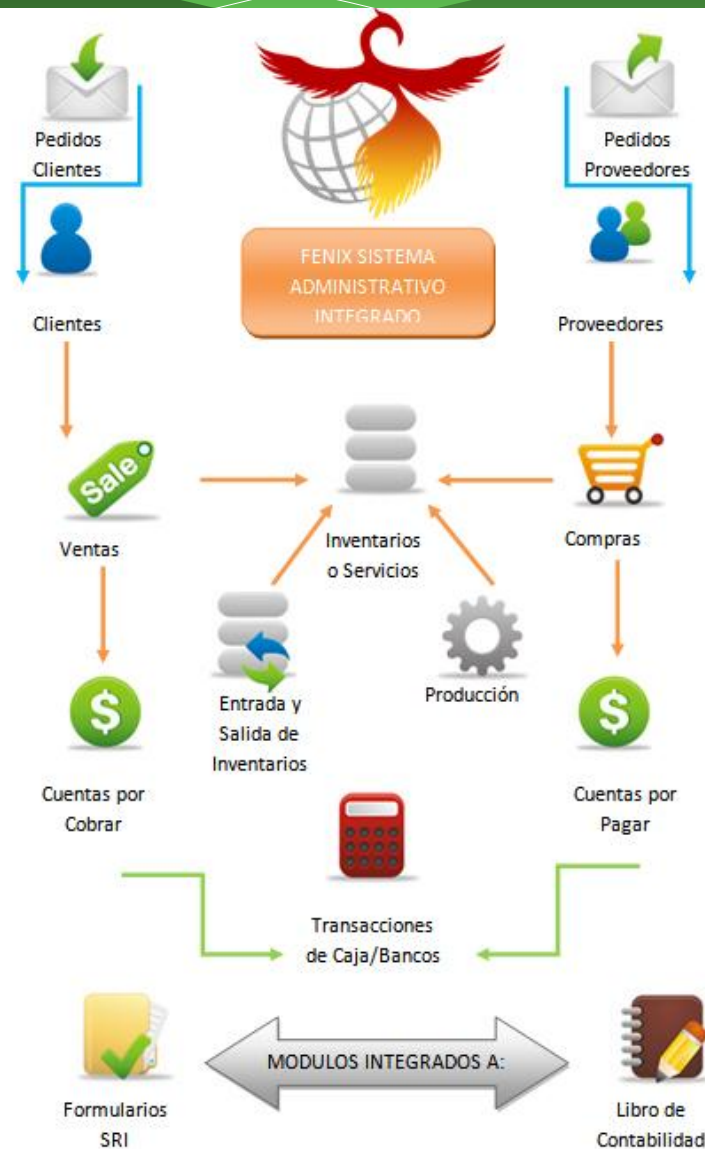 Pedidos
Clientes
Pedidos
Proveedores
FENIX SISTEMA
ADMINISTRATIVO
INTEGRADO
Clientes
Proveedores
Sale
Ventas
Inventarios
o Servicios
Compras
Entrada y
Salida de
Inventarios
Producción
$
Cuentas por
Cobrar
$
Cuentas por
Pagar
Transacciones
de Caja/Bancos
MODULOS INTEGRADOS A:
Formularios
SRI
Libro de
Contabilidad